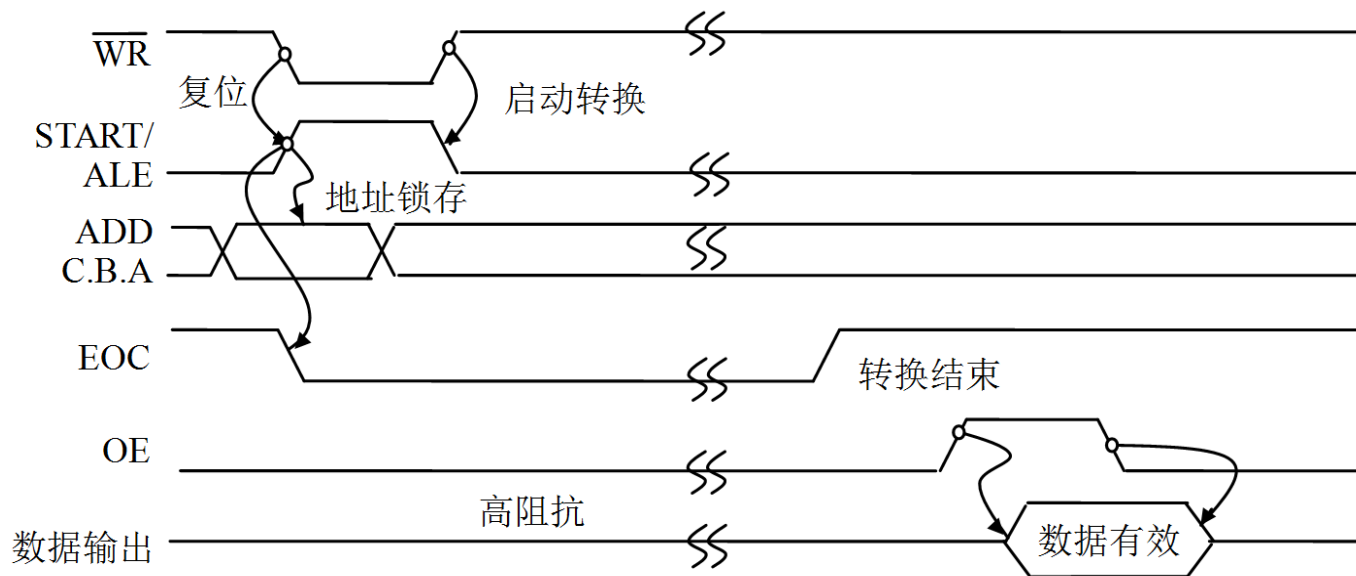 WR
复位
启动转换
START/
ALE
地址锁存
ADD
C.B.A
EOC
转换结束
OE
高阻抗
数据输出
数据有效